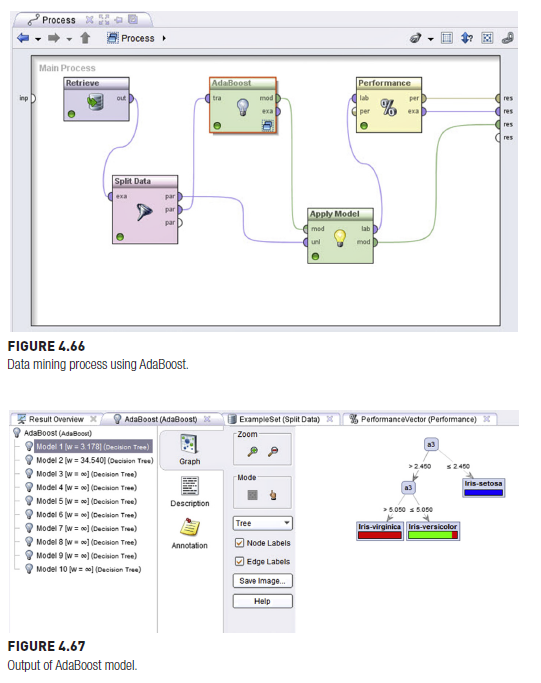 Process
Process
Main Process
inp
Retrieve
out
AdaBoost
tra
mod
exa
Performance
lab
per
per
exa
res
res
res
res
Split Data
exa
par
par
par
Apply Model
mod
lab
unl
mod
FIGURE 4.66
Data mining process using AdaBoost.
Result Overview
AdaBoost (AdaBoost)
ExampleSet (Split Data)
PerformanceVector (Performance)
AdaBoost (AdaBoost)
Model 1 [w = 3.178] (Decision Tree)
Model 2 [w = 34.540] (Decision Tree)
Model 3 [w = ∞] (Decision Tree)
Model 4 [w = ∞] (Decision Tree)
Model 5 [w = ∞] (Decision Tree)
Model 6 [w = ∞] (Decision Tree)
Model 7 [w = ∞] (Decision Tree)
Model 8 [w = ∞] (Decision Tree)
Model 9 [w = ∞] (Decision Tree)
Model 10 [w = ∞] (Decision Tree)
Graph
Description
Annotation
Zoom
Mode
Tree
Node Labels
Edge Labels
Save Image...
Help
a3
> 2.450 ≤ 2.450
a3
Iris-setosa
> 5.050 ≤ 5.050
Iris-virginica
Iris-versicolor
FIGURE 4.67
Output of AdaBoost model.